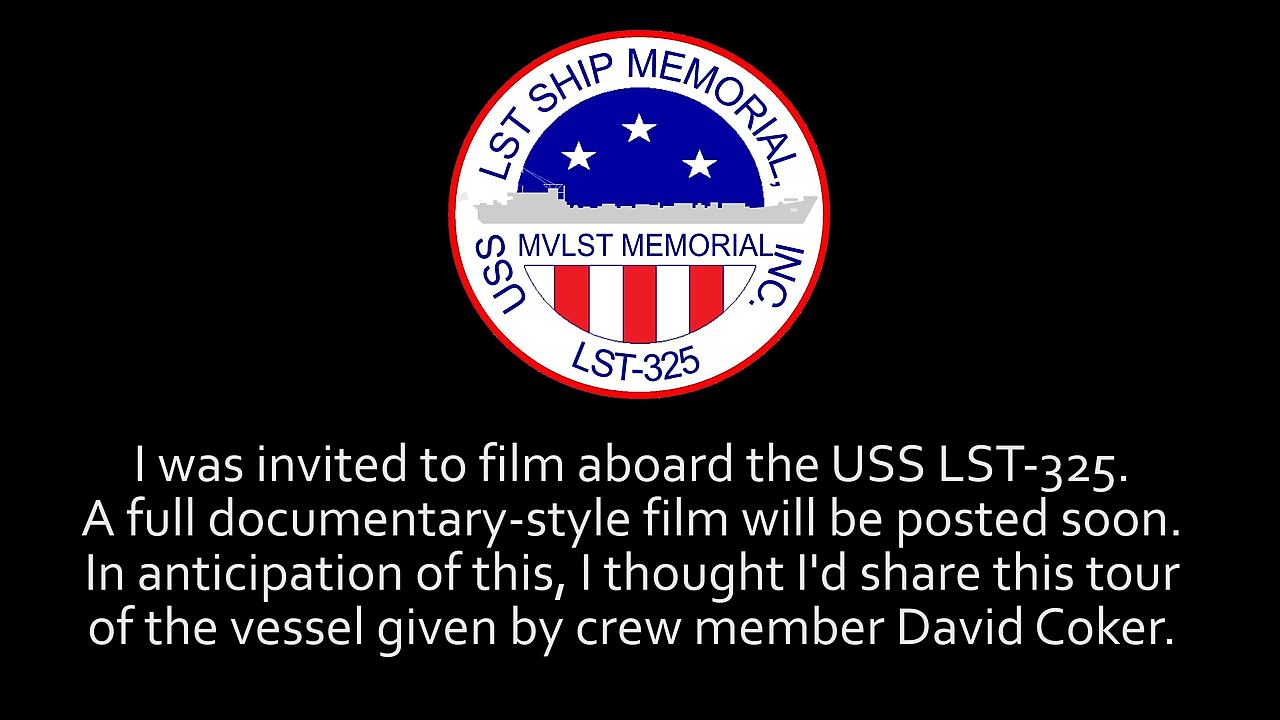 USS LST SHIP MEMORIAL, INC.
MVLST MEMORIAL
LST-325
I was invited to film aboard the USS LST-325.
A full documentary-style film will be posted soon.
In anticipation of this, I thought I'd share this tour
of the vessel given by crew member David Coker.